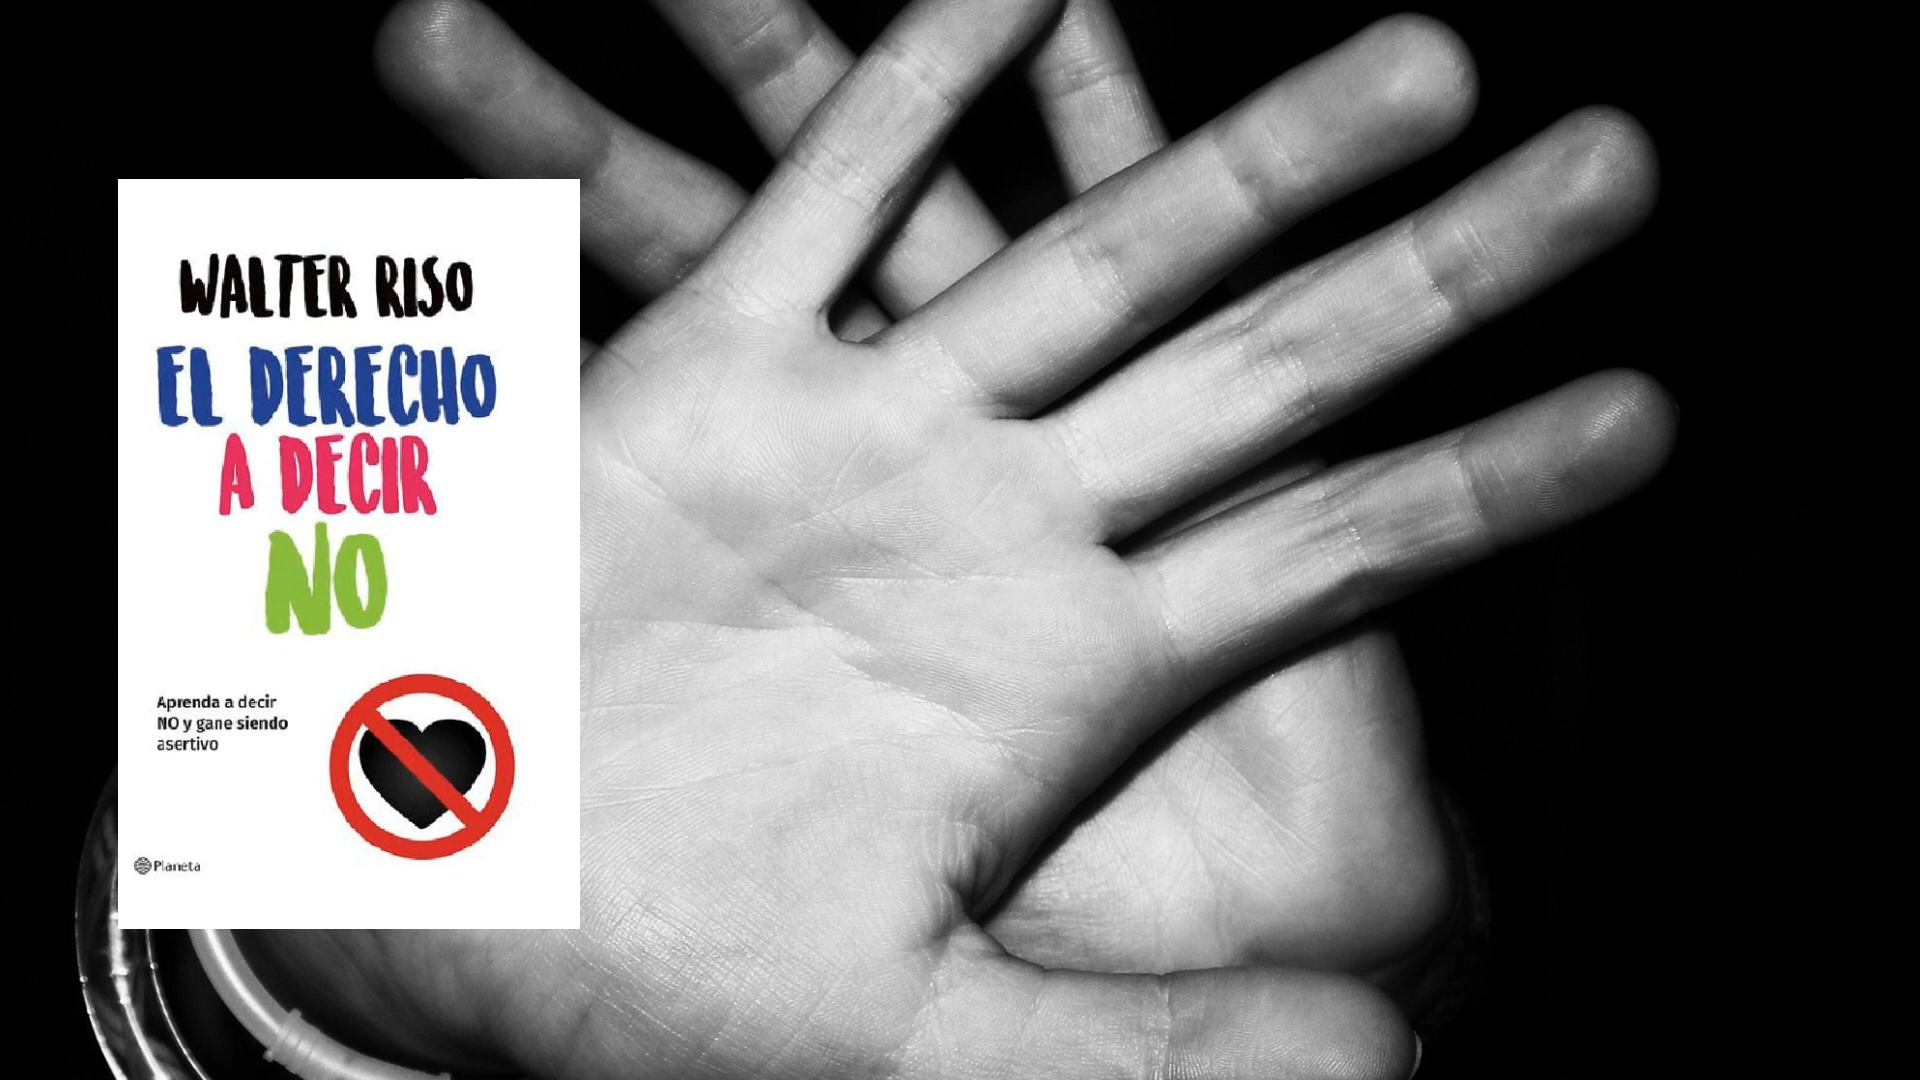 WALTER RISO
EL DERECHO
A DECIR
NO
Aprenda a decir
NO y gane siendo
asertivo
Planeta